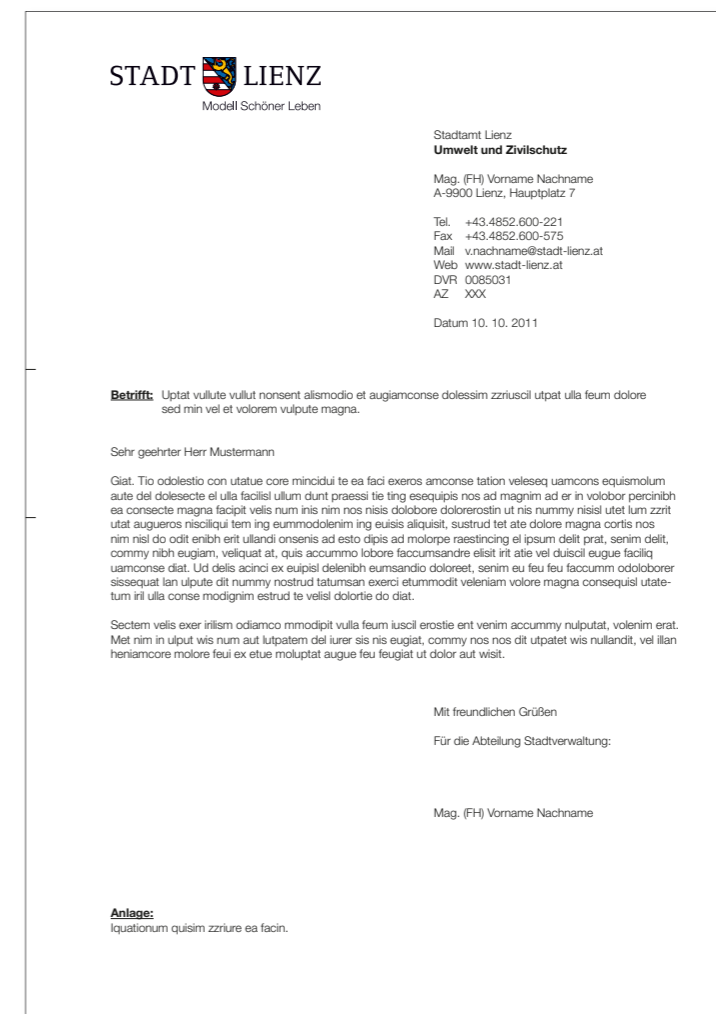 STADT LIENZ
Modell Schöner Leben
Stadtamt Lienz
Umwelt und Zivilschutz
Mag. (FH) Vorname Nachname
A-9900 Lienz, Hauptplatz 7
Tel. +43.4852.600-221
Fax +43.4852.600-575
Mail v.nachname@stadt-lienz.at
Web www.stadt-lienz.at
DVR 0085031
AZ XXX
Datum 10. 10. 2011
Betrifft: Uptat vullute vullut nonsent alismodio et augiamconse dolessim zzriuscil utpat ulla feum dolore
sed min vel et volorem vulpute magna.
Sehr geehrter Herr Mustermann
Giat. Tio odolestio con utatue core mincidui te ea faci exeros amconse tation veleseq uamcons equismolum
aute del dolesecte el ulla facilisl ullum dunt praessi tie ting esequipis nos ad magnim ad er in volobor percinibh
ea consecte magna facipit velis num inis nim nos nisis dolobore dolorerostin ut nis nummy nisisl utet lum zzrit
utat augueros nisciliqui tem ing eummodolenim ing euisis aliquisit, sustrud tet ate dolore magna cortis nos
nim nisl do odit enibh erit ullandi onsenis ad esto dipis ad molorpe raestincing el ipsum delit prat, senim delit,
commy nibh eugiam, veliquat at, quis accummo lobore faccumsandre elisit irit atie vel duiscil eugue faciliq
uamconse diat. Ud delis acinci ex euipisl delenibh eumsandio doloreet, senim eu feu feu faccumm odoloborer
sissequat lan ulpute dit nummy nostrud tatumsan exerci etummodit veleniam volore magna consequisl utate-
tum iril ulla conse modignim estrud te velisl dolortie do diat.
Sectem velis exer irilism odiamco mmodipit vulla feum iuscil erostie ent venim accummy nulputat, volenim erat.
Met nim in ulput wis num aut lutpatem del iurer sis nis eugiat, commy nos nos dit utpatet wis nullandit, vel illan
heniamcore molore feui ex etue moluptat augue feu feugiat ut dolor aut wisit.
Mit freundlichen Grüßen
Für die Abteilung Stadtverwaltung:
Mag. (FH) Vorname Nachname
Anlage:
Iquationum quisim zzriure ea facin.